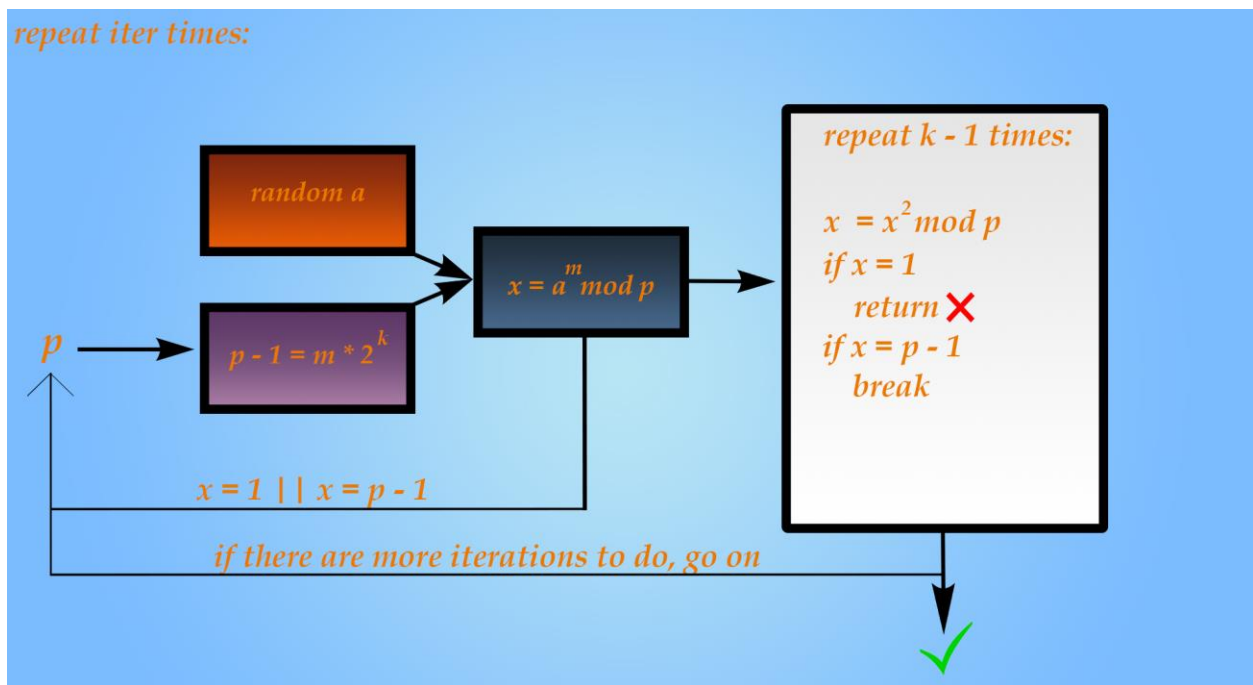 repeat iter times:
random a
p
p - 1 = m * 2^k
x = a^m mod p
repeat k - 1 times:
x = x^2 mod p
if x = 1
return
if x = p - 1
break
x = 1 || x = p - 1
if there are more iterations to do, go on